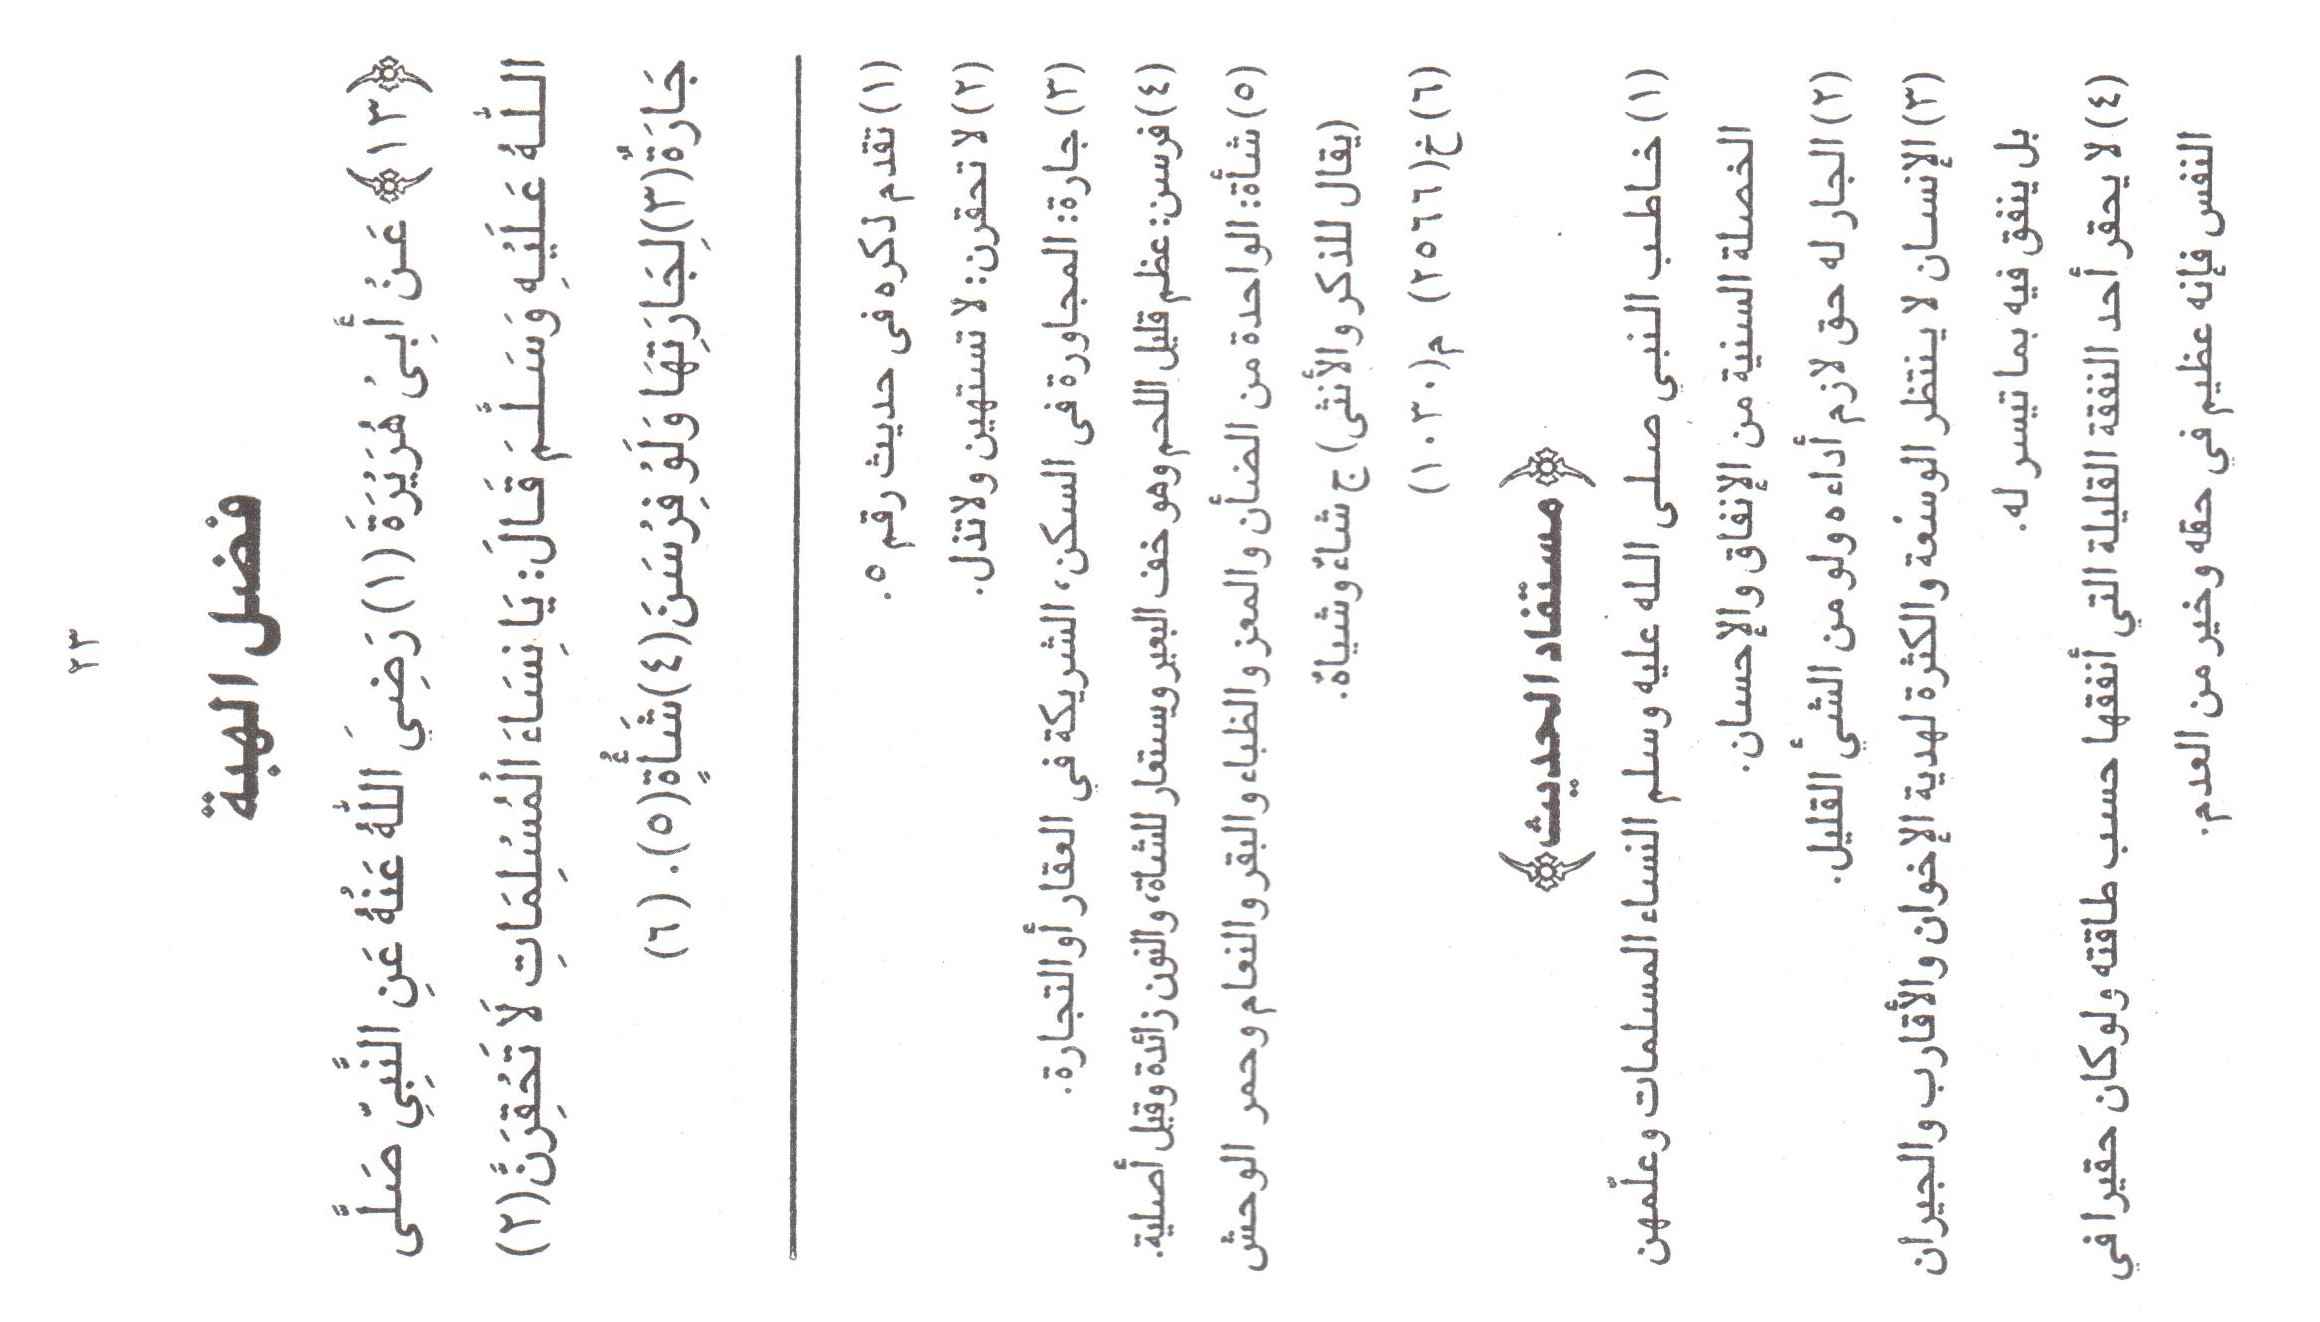 ٢٣
فضل الهبة
﴿١٣﴾ عَنْ أَبِىْ هُرَيْرَةَ (١) رَضِيَ اللهُ عَنْهُ عَنِ النَّبِيِّ صَلَّى
اللهُ عَلَيْهِ وَسَلَّمَ قَالَ: يَا نِسَاءَ الْمُسْلِمَاتِ لَا تَحْقِرَنَّ(٢)
جَارَةٌ(٣)لِجَارَتِهَا وَلَوْ فِرْسَنَ(٤)شَأْةٍ(٥). (٦)
(١) تقدم ذكره فى حديث رقم ٥.
(٢) لا تحقرن: لا تستهين ولاتذل.
(٣) جارة: المجاورة فى السكن، الشريكة في العقار أوالتجارة.
(٤) فرسن: عظم قليل اللحم وهو خف البعير ويستعار للشاة، والنون زائدة وقيل أصلية.
(٥) شأة: الواحدة من الضأن والمعز والظباء والبقر والنعام وحمر الوحش
(يقال للذكر والأنثى) ج شاءٌ وشياهٌ.
(٦) خ(٢٥٦٦) م(١٠٣٠)
﴿مستفاد الحديث﴾
(١) خاطب النبي صلى الله عليه وسلم النساء المسلمات وعلّمهن
الخصلة السنية من الإنفاق والإحسان.
(٢) الجار له حق لازم أداءه ولو من الشيأ القليل.
(٣) الإنسان لا ينتظر الوسْعة والكثرة لهدية الإخوان والأقارب والجيران
بل ينفق فيه بما تيسر له.
(٤) لا يحقر أحد النفقة القليلة التي أنفقها حسب طاقته ولوكان حقيرا في
النفس فإنه عظيم في حقه وخير من العدم.